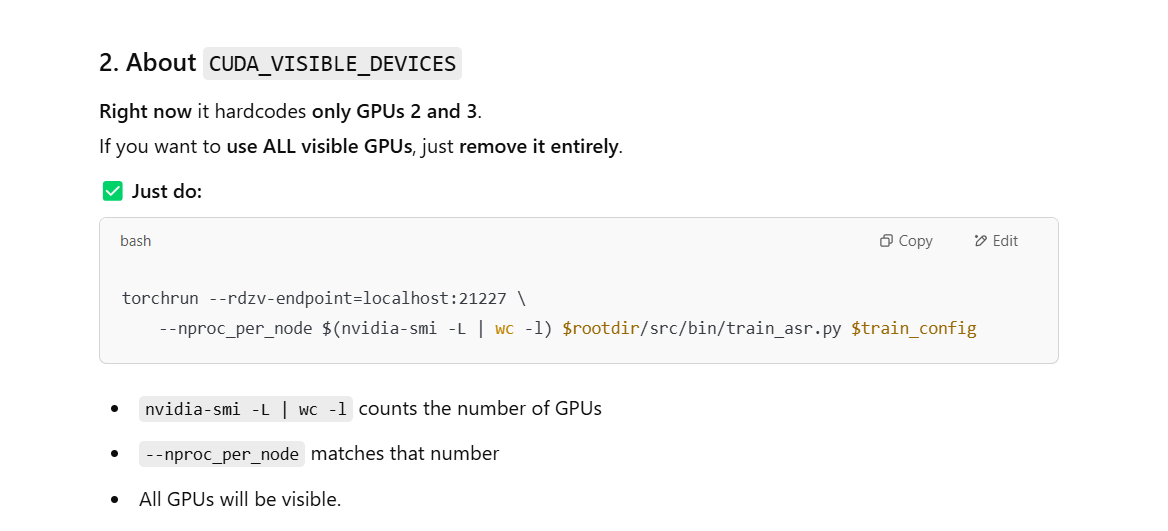 2. About CUDA_VISIBLE_DEVICES
Right now it hardcodes only GPUs 2 and 3.
If you want to use ALL visible GPUs, just remove it entirely.
✅ Just do:
bash
Copy
Edit
torchrun --rdzv-endpoint=localhost:21227 \
    --nproc_per_node $(nvidia-smi -L | wc -l) $rootdir/src/bin/train_asr.py $train_config
• nvidia-smi -L | wc -l counts the number of GPUs
• --nproc_per_node matches that number
• All GPUs will be visible.